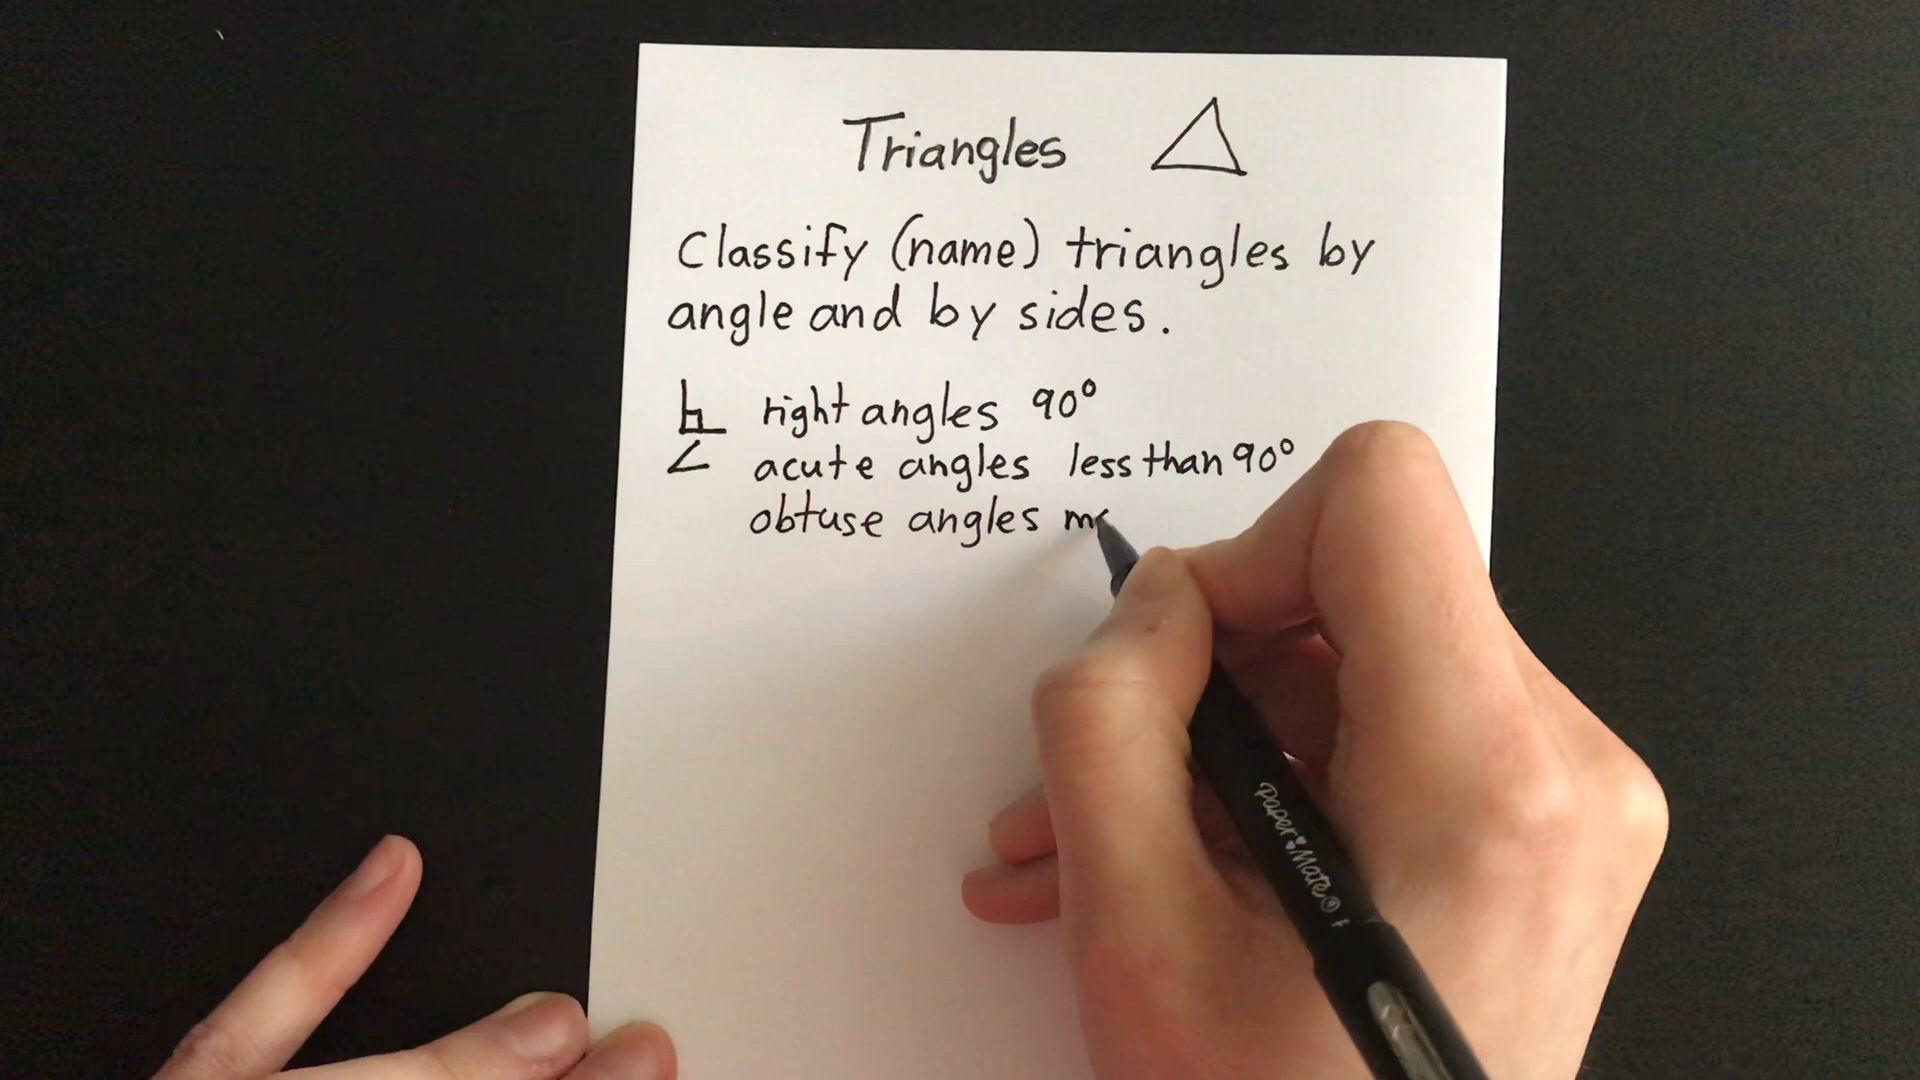 Triangles
Classify (name) triangles by
angle and by sides.
right angles 90°
acute angles less than 90°
obtuse angles
Paper Mate